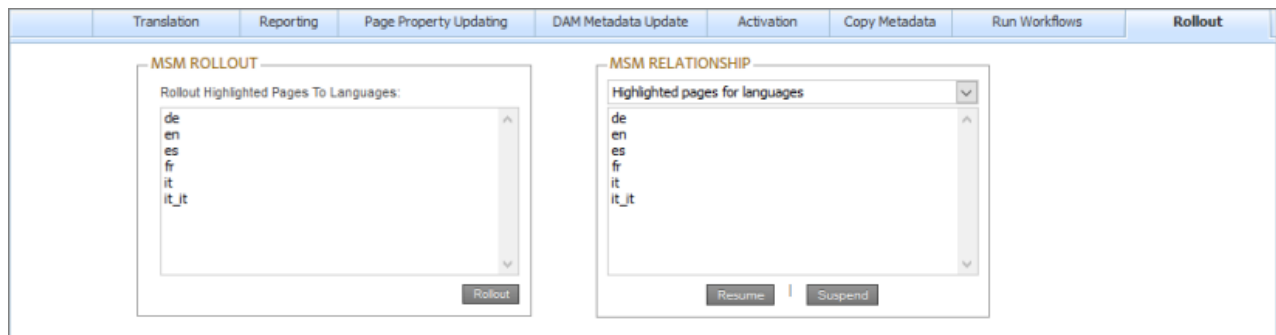 Translation
Reporting
Page Property Updating
DAM Metadata Update
Activation
Copy Metadata
Run Workflows
Rollout
MSM ROLLOUT
Rollout Highlighted Pages To Languages:
de
en
es
fr
it
it_it
Rollout
MSM RELATIONSHIP
Highlighted pages for languages
de
en
es
fr
it
it_it
Resume | Suspend